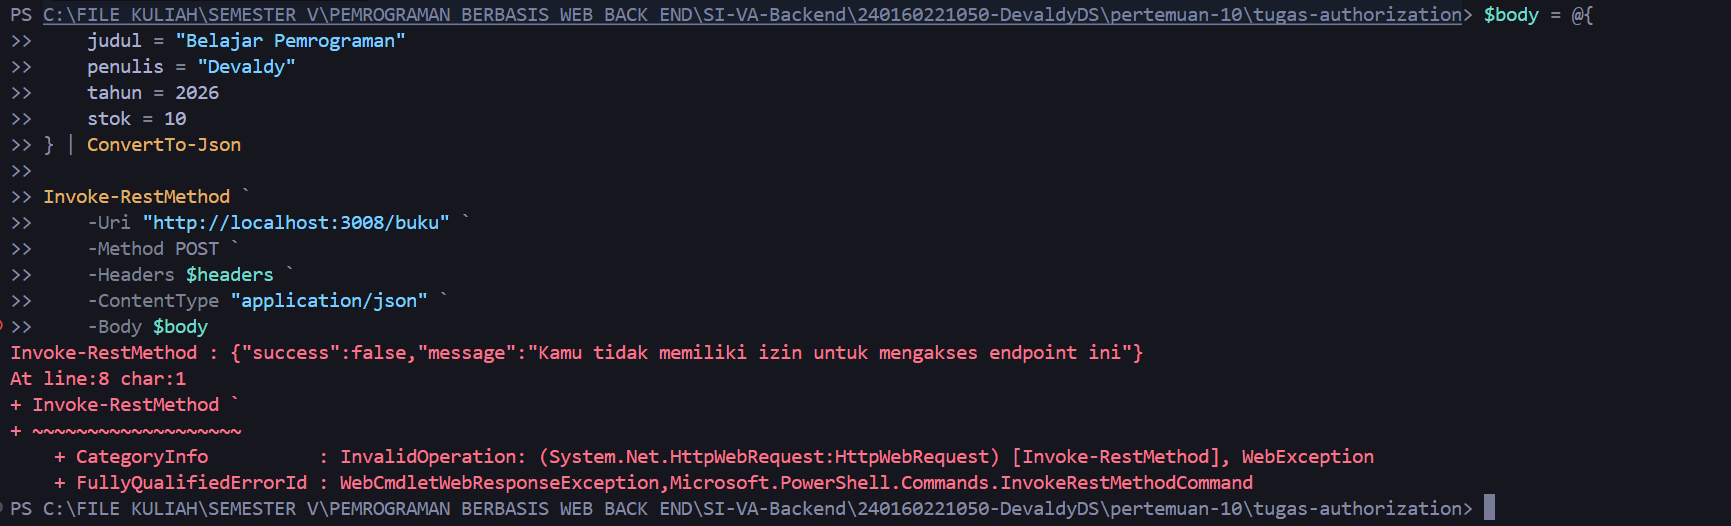 PS C:\FILE KULIAH\SEMESTER V\PEMROGRAMAN BERBASIS WEB BACK END\SI-VA-Backend\240160221050-DevaldyDS\pertemuan-10\tugas-authorization> $body = @{
>>     judul = "Belajar Pemrograman"
>>     penulis = "Devaldy"
>>     tahun = 2026
>>     stok = 10
>> } | ConvertTo-Json
>>
>> Invoke-RestMethod `
>>     -Uri "http://localhost:3008/buku" `
>>     -Method POST `
>>     -Headers $headers `
>>     -ContentType "application/json" `
>>     -Body $body
Invoke-RestMethod : {"success":false,"message":"Kamu tidak memiliki izin untuk mengakses endpoint ini"}
At line:8 char:1
+ Invoke-RestMethod `
+ ~~~~~~~~~~~~~~~~~~~
    + CategoryInfo          : InvalidOperation: (System.Net.HttpWebRequest:HttpWebRequest) [Invoke-RestMethod], WebException
    + FullyQualifiedErrorId : WebCmdletWebResponseException,Microsoft.PowerShell.Commands.InvokeRestMethodCommand
PS C:\FILE KULIAH\SEMESTER V\PEMROGRAMAN BERBASIS WEB BACK END\SI-VA-Backend\240160221050-DevaldyDS\pertemuan-10\tugas-authorization>